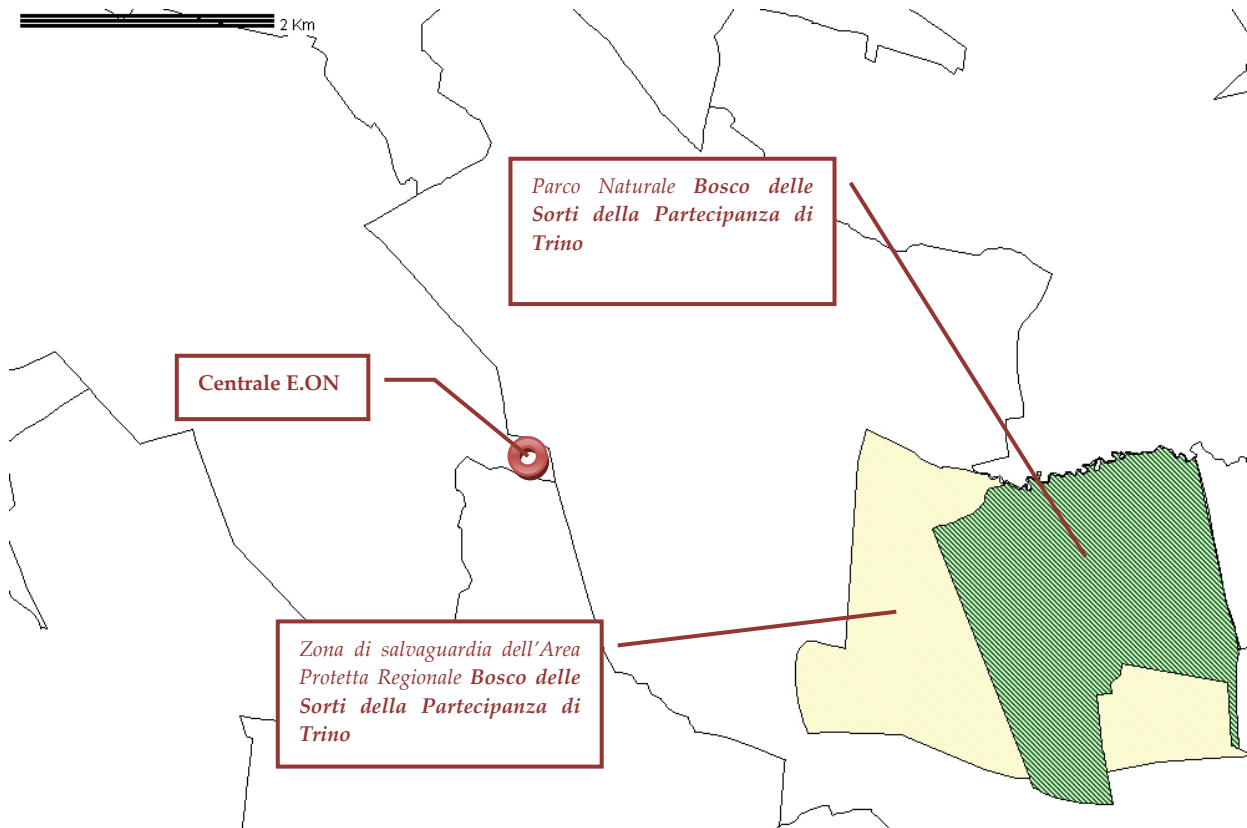 2 Km
Parco Naturale Bosco delle
Sorti della Partecipanza di
Trino
Centrale E.ON
Zona di salvaguardia dell'Area
Protetta Regionale Bosco delle
Sorti della Partecipanza di
Trino